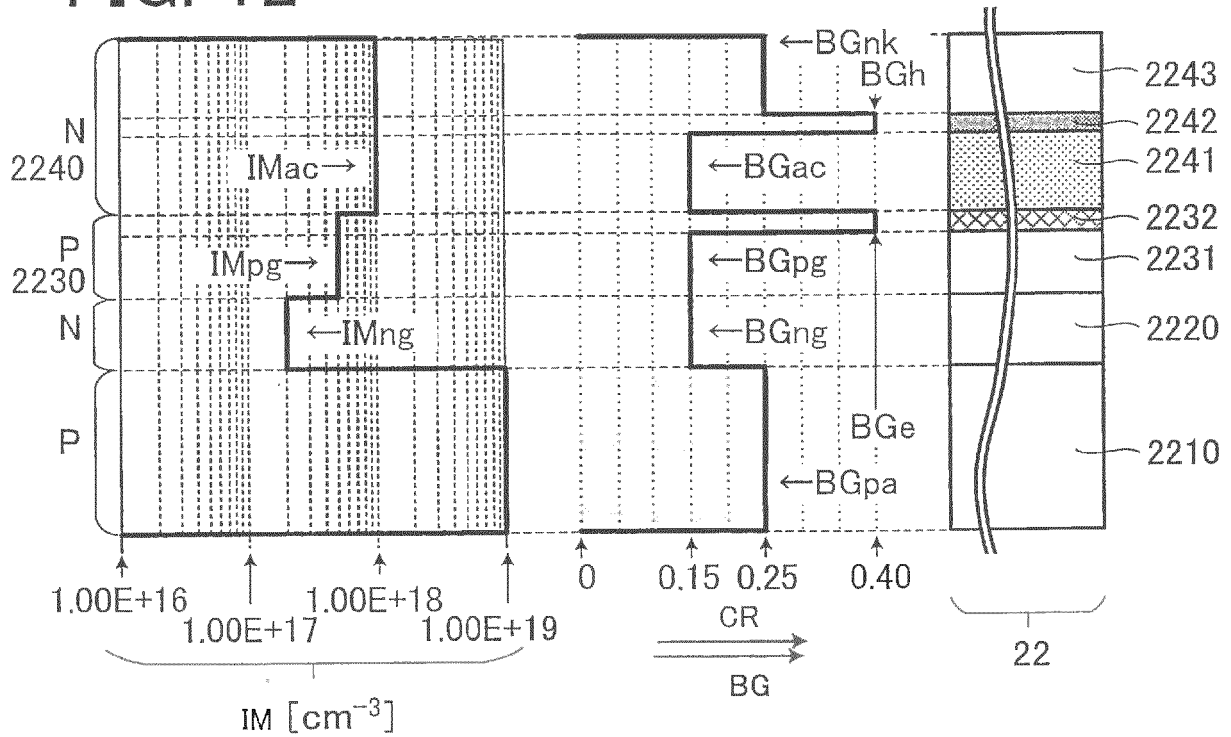 BGnk
BGh
2243
N
2240
2242
IMac
BGac
2241
2232
P
2230
IMpg
BGpg
2231
N
IMng
BGng
2220
P
BGe
BGpa
2210
1.00E+16
1.00E+17
1.00E+18
1.00E+19
0
0.15
0.25
0.40
CR
BG
22
IM [cm⁻³]